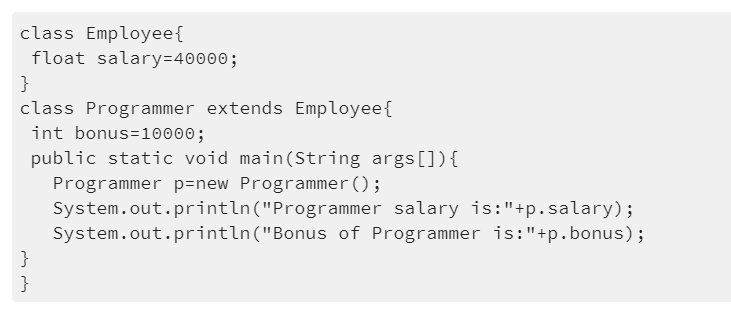 class Employee{
 float salary=40000;
}
class Programmer extends Employee{
 int bonus=10000;
 public static void main(String args[]){
   Programmer p=new Programmer();
   System.out.println("Programmer salary is:"+p.salary);
   System.out.println("Bonus of Programmer is:"+p.bonus);
}
}